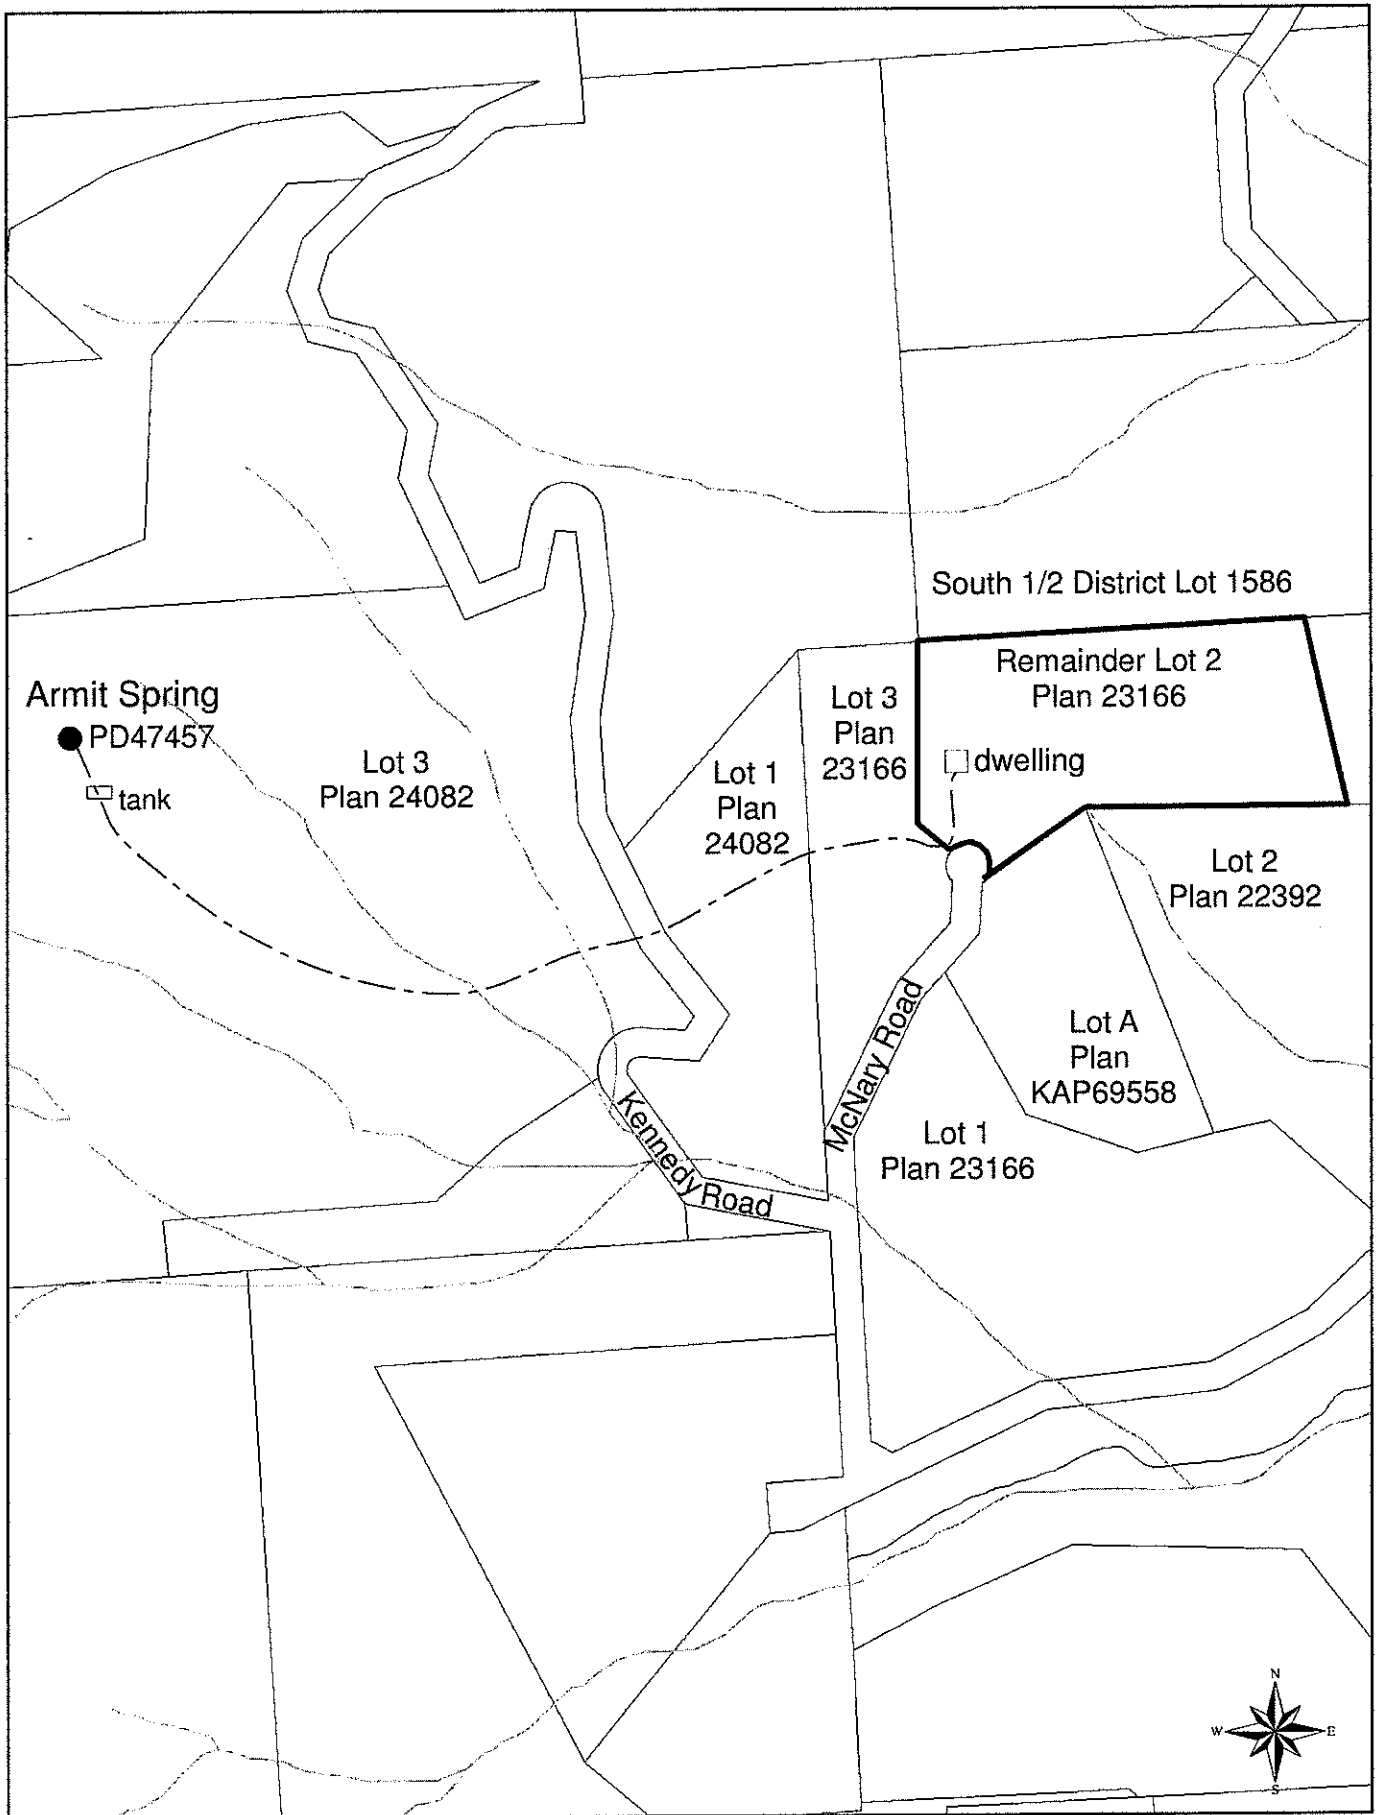 South 1/2 District Lot 1586
Remainder Lot 2
Plan 23166
Armit Spring
PD47457
tank
Lot 3
Plan 24082
Lot 3
Plan
23166
Lot 1
Plan
24082
dwelling
Lot 2
Plan 22392
Lot A
Plan
KAP69558
McNary Road
Lot 1
Plan 23166
Kennedy Road
N
W
E
S